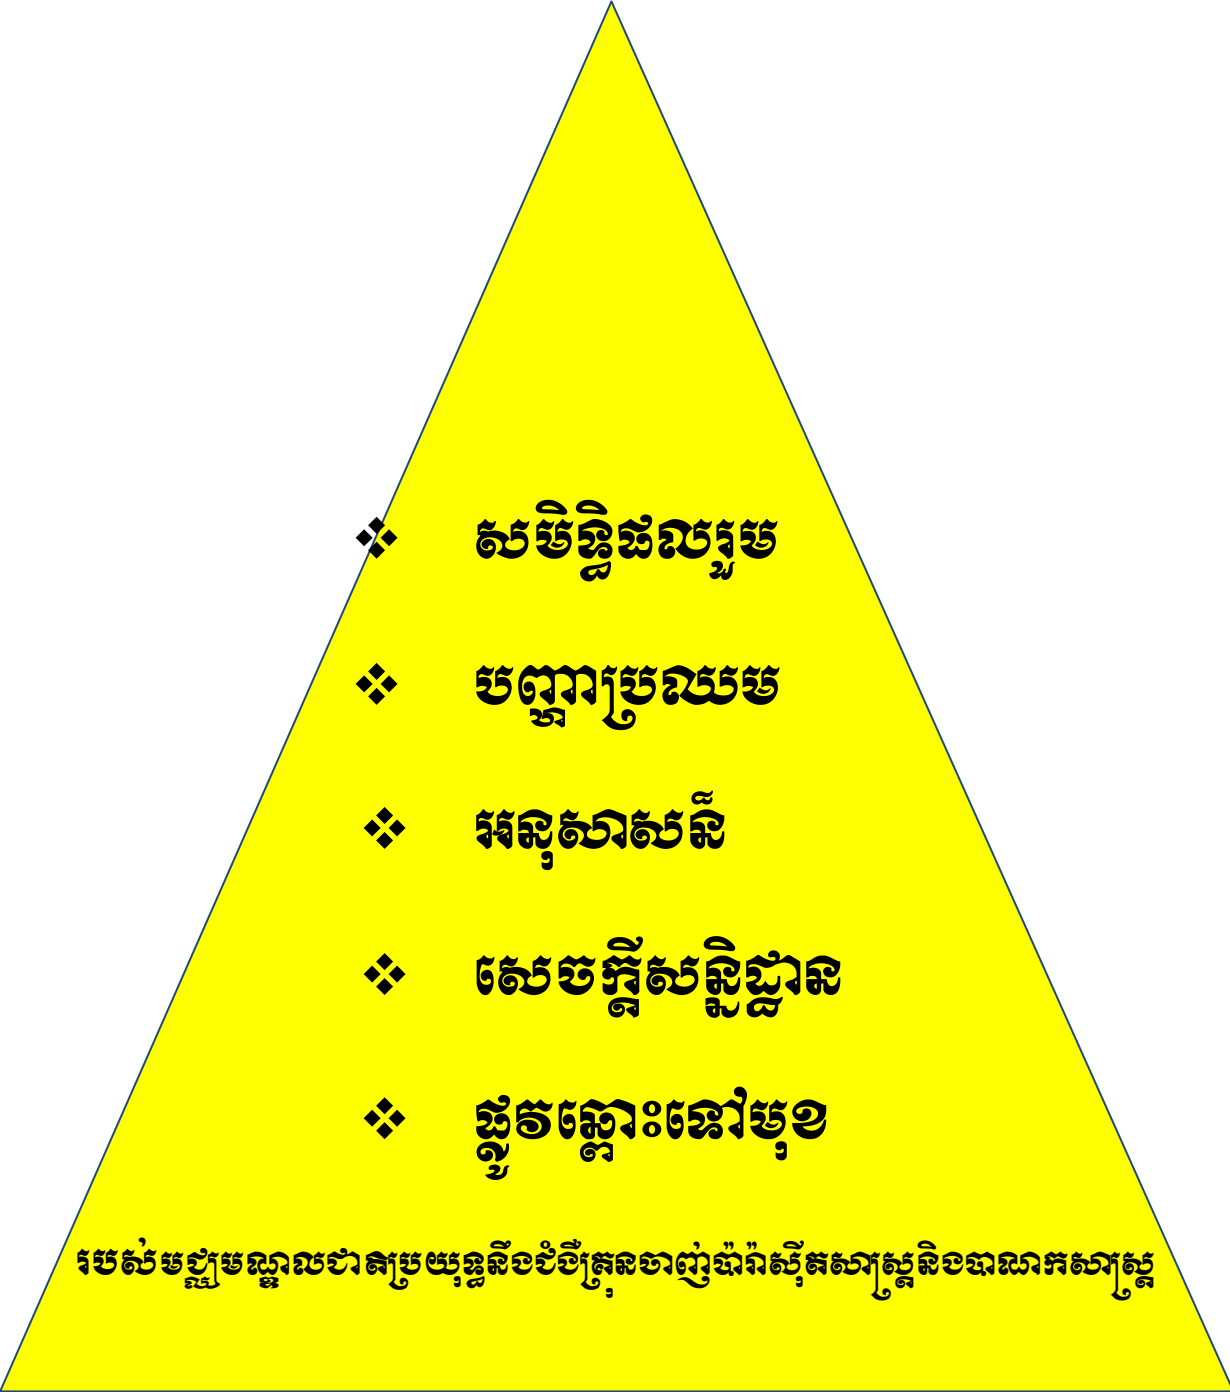 ❖ សមិទ្ធិផលរួម
❖ បញ្ហាប្រឈម
❖ អនុសាសន៏
❖ សេចក្តីសន្និដ្ឋាន
❖ ផ្លូវឆ្ពោះទៅមុខ
របស់មជ្ឈមណ្ឌលជាតិប្រយុទ្ធនឹងជំងឺគ្រុនចាញ់ប៉ារ៉ាស៊ីតសាស្ត្រនិងបាណកសាស្ត្រ